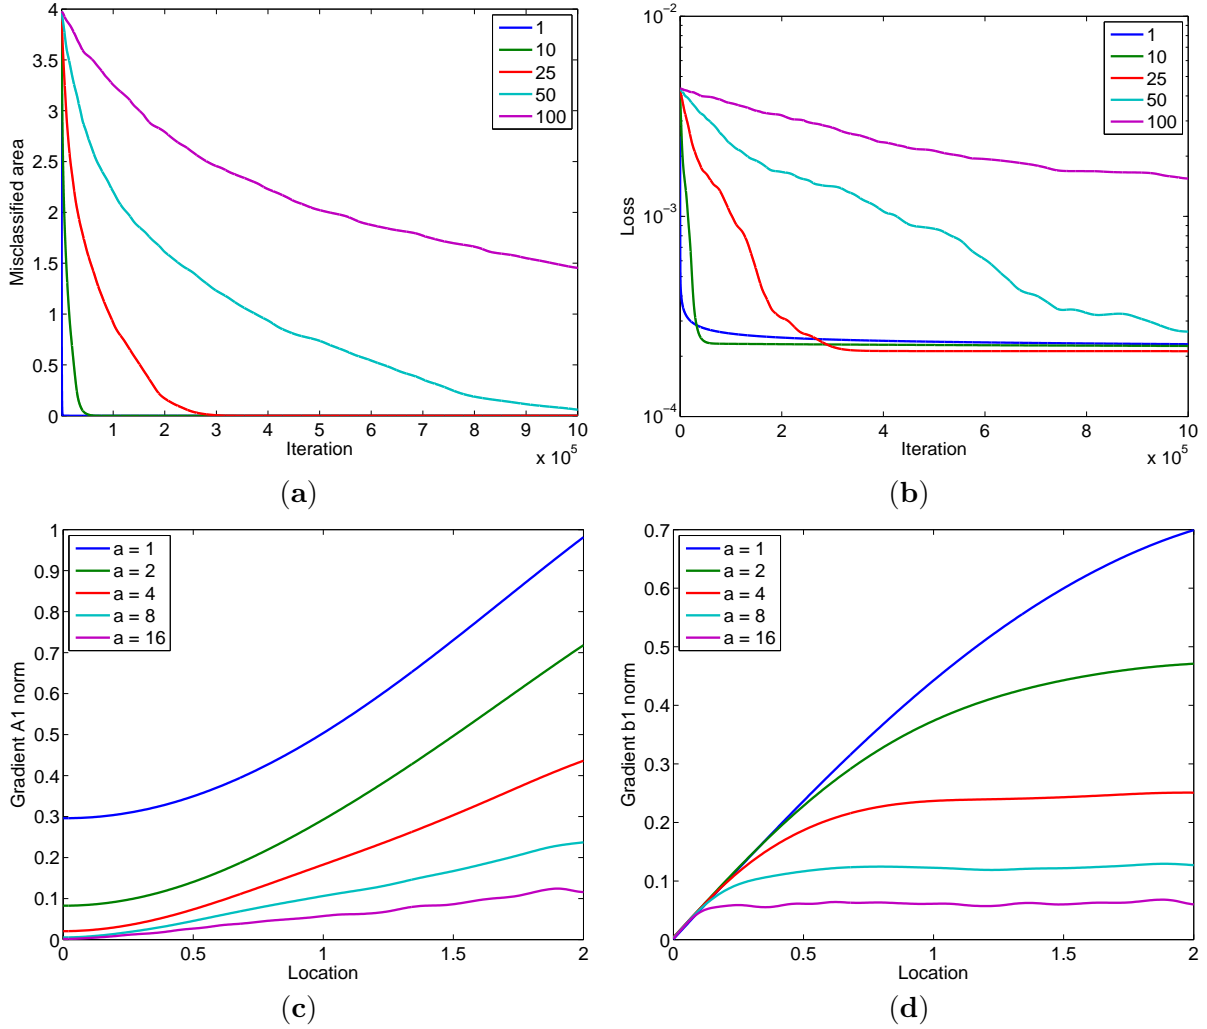 4
3.5
3
2.5
2
1.5
1
0.5
0
Misclassified area
1
10
25
50
100
1 2 3 4 5 6 7 8 9 10
Iteration
x 10^5
(a)
10^-2
10^-3
10^-4
Loss
1
10
25
50
100
0 2 4 6 8 10
Iteration
x 10^5
(b)
1
0.9
0.8
0.7
0.6
0.5
0.4
0.3
0.2
0.1
0
Gradient A1 norm
a = 1
a = 2
a = 4
a = 8
a = 16
0 0.5 1 1.5 2
Location
(c)
0.7
0.6
0.5
0.4
0.3
0.2
0.1
0
Gradient b1 norm
a = 1
a = 2
a = 4
a = 8
a = 16
0 0.5 1 1.5 2
Location
(d)